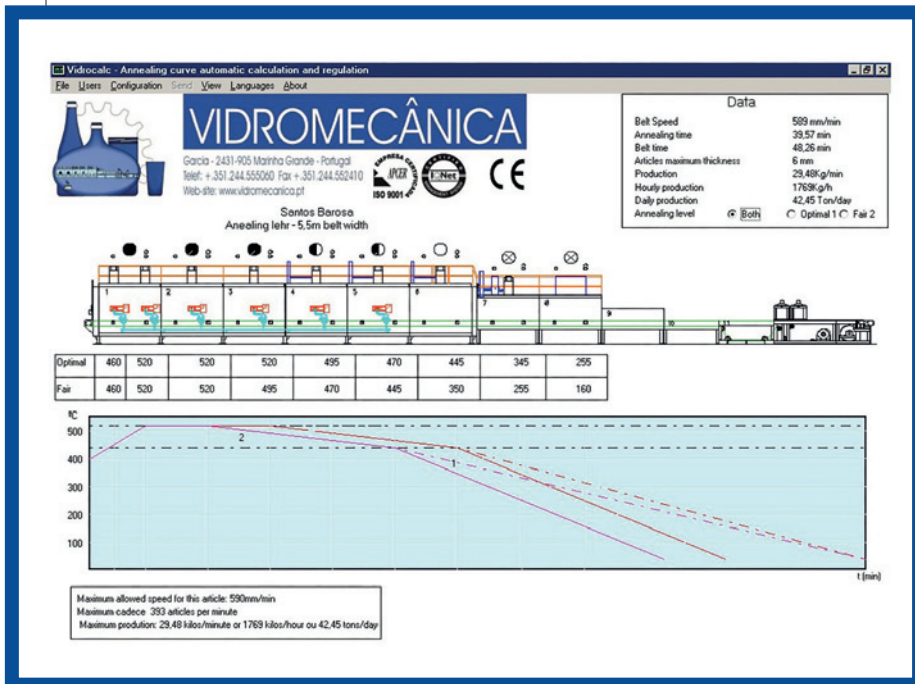 Vidrocalc - Annealing curve automatic calculation and regulation
File Users Configuration Send View Languages About
VIDROMECÂNICA
Garcia - 2431-905 Marinha Grande - Portugal
Telef: +.351.244.555060 Fax +.351.244.552410
Web-site: www.vidromecanica.pt
EMPRESA CERTIFICADA
APCER
ISO 9001
IQNet
CE
Data
Belt Speed 589 mm/min
Annealing time 39,57 min
Belt time 48,26 min
Articles maximum thickness 6 mm
Production 29,48Kg/min
Hourly production 1769Kg/h
Daily production 42,45 Ton/day
Annealing level Both Optimal 1 Fair 2
Santos Barosa
Anealing lehr - 5,5m belt width
1 2 3 4 5 6 7 8 9 10 11
Optimal 460 520 520 520 495 470 445 345 255
Fair 460 520 520 495 470 445 350 255 160
ºC
500
400
300
200
100
2
1
t (min)
Maximum allowed speed for this article: 590mm/min
Maximum cadece 393 articles per minute
Maximum prodution: 29,48 kilos/minute or 1769 kilos/hour ou 42,45 tons/day